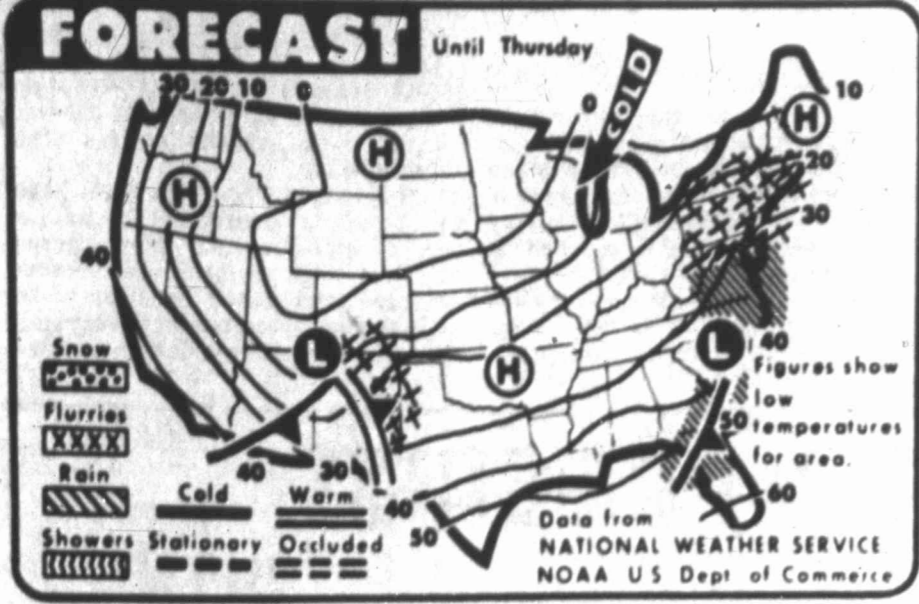 FORECAST
Until Thursday
30 20 10 0
0
COLD
10
H
H
H
20
30
40
L
H
L
40
Figures show
low
50
temperatures
for area.
Snow
Flurries
XXXX
Rain
Showers
40
30
Cold
Warm
Stationary
Occluded
40
50
60
Data from
NATIONAL WEATHER SERVICE
NOAA U S Dept of Commerce